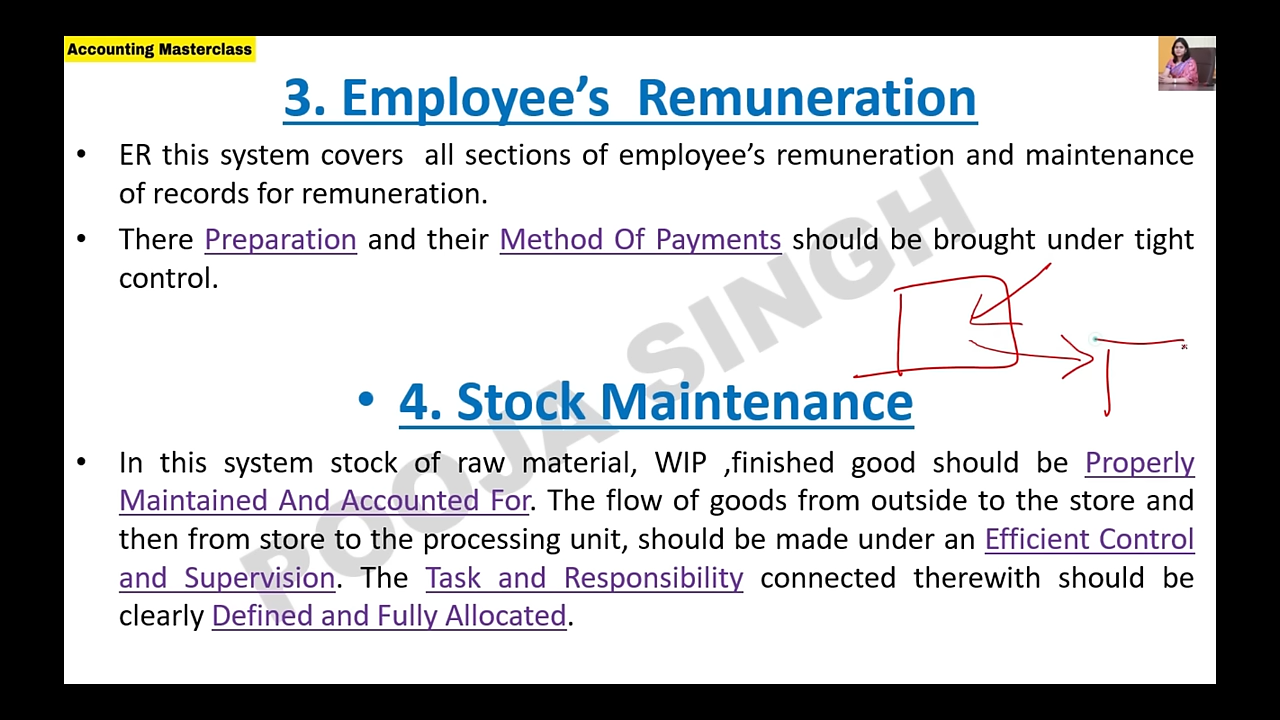 Accounting Masterclass
3. Employee’s Remuneration
• ER this system covers all sections of employee’s remuneration and maintenance
of records for remuneration.
• There Preparation and their Method Of Payments should be brought under tight
control.
• 4. Stock Maintenance
• In this system stock of raw material, WIP ,finished good should be Properly
Maintained And Accounted For. The flow of goods from outside to the store and
then from store to the processing unit, should be made under an Efficient Control
and Supervision. The Task and Responsibility connected therewith should be
clearly Defined and Fully Allocated.
POOJA SINGH